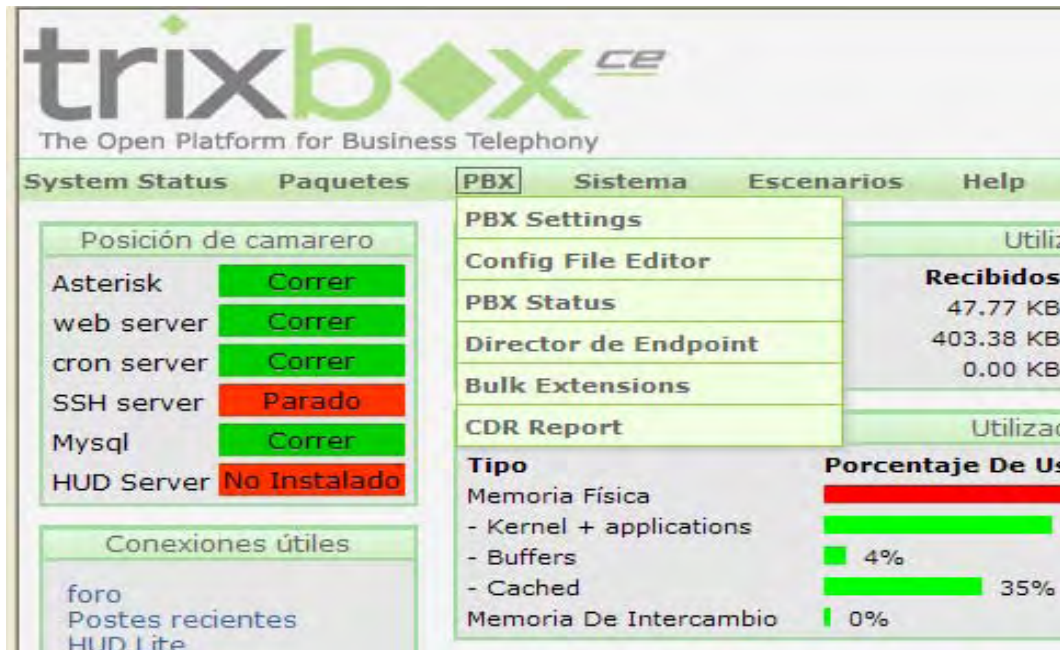 trixbox ce
The Open Platform for Business Telephony
System Status Paquetes PBX Sistema Escenarios Help
PBX Settings
Config File Editor
PBX Status
Director de Endpoint
Bulk Extensions
CDR Report
Posición de camarero
Asterisk Correr
web server Correr
cron server Correr
SSH server Parado
Mysql Correr
HUD Server No Instalado
Conexiones útiles
foro
Postes recientes
HUD Lite
Recibidos
47.77 KB
403.38 KB
0.00 KB
Tipo Porcentaje De
Memoria Física
- Kernel + applications
- Buffers 4%
- Cached 35%
Memoria De Intercambio 0%